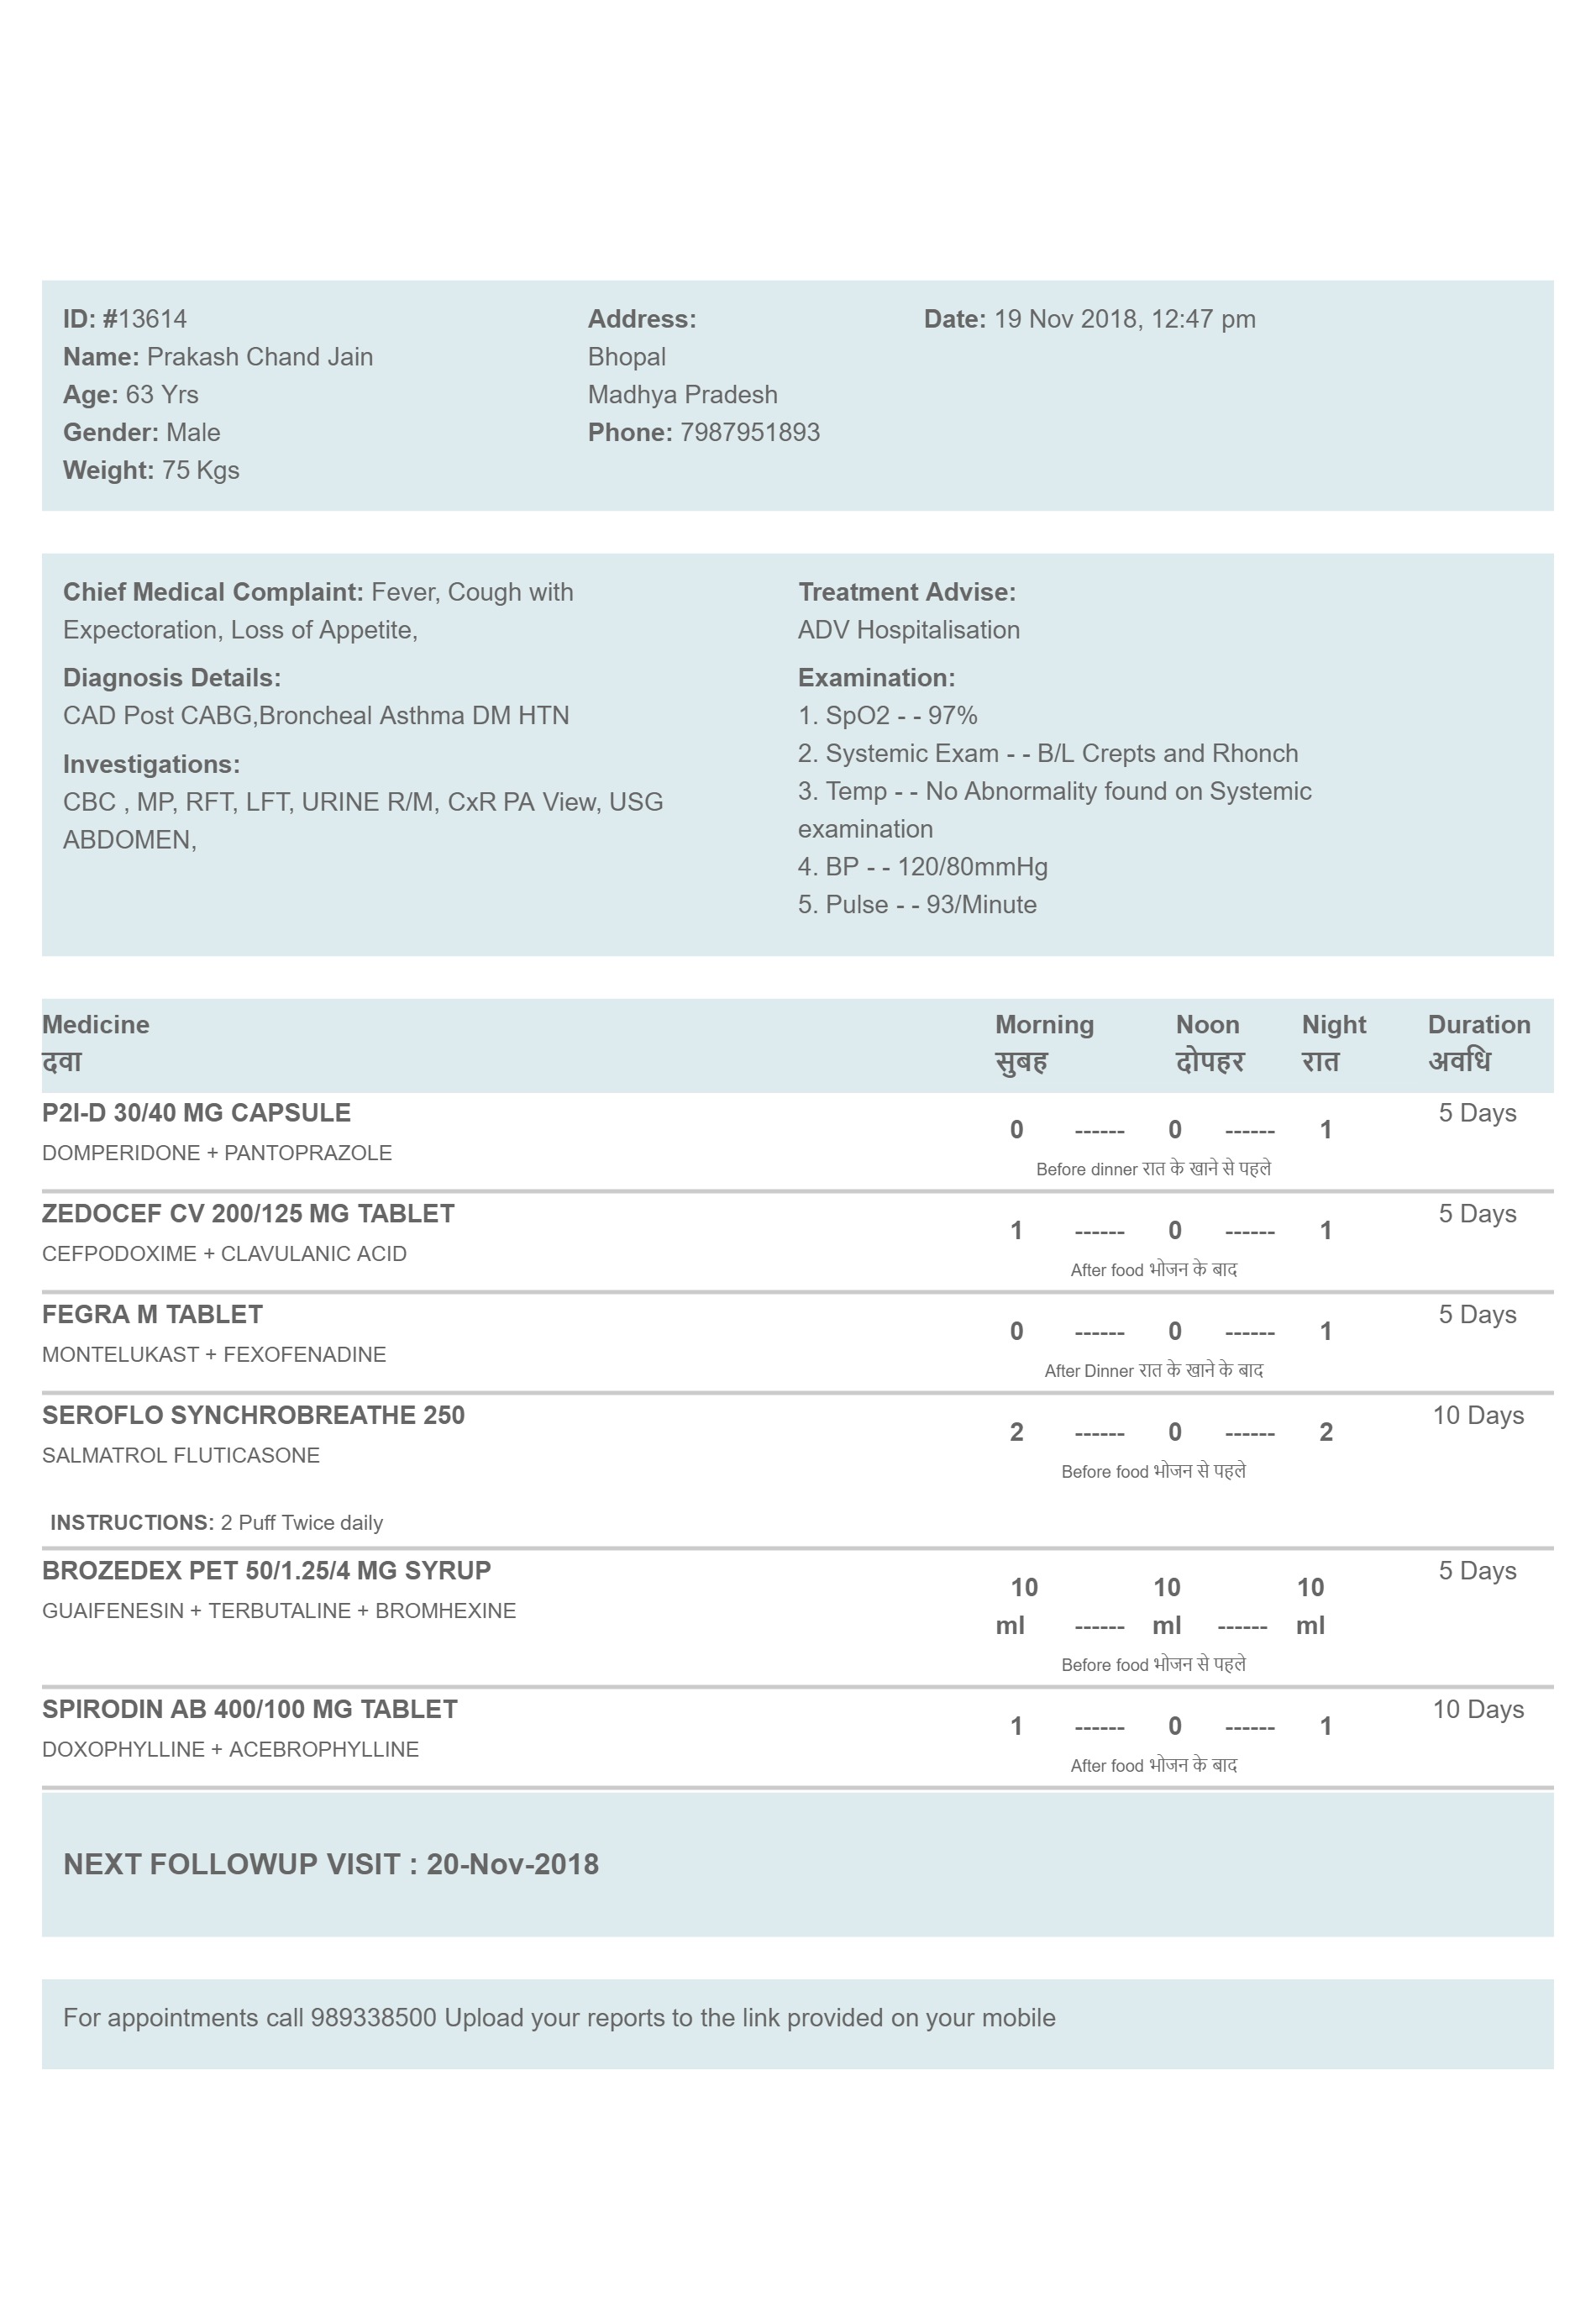 ID: #13614
Name: Prakash Chand Jain
Age: 63 Yrs
Gender: Male
Weight: 75 Kgs
Address:
Bhopal
Madhya Pradesh
Phone: 7987951893
Date: 19 Nov 2018, 12:47 pm
Chief Medical Complaint: Fever, Cough with
Expectoration, Loss of Appetite,
Diagnosis Details:
CAD Post CABG,Broncheal Asthma DM HTN
Investigations:
CBC , MP, RFT, LFT, URINE R/M, CxR PA View, USG
ABDOMEN,
Treatment Advise:
ADV Hospitalisation
Examination:
1. SpO2 - - 97%
2. Systemic Exam - - B/L Crepts and Rhonch
3. Temp - - No Abnormality found on Systemic
examination
4. BP - - 120/80mmHg
5. Pulse - - 93/Minute
Medicine Morning Noon Night Duration
दवा सुबह दोपहर रात अवधि
P2I-D 30/40 MG CAPSULE 5 Days
0 ------ 0 ------ 1
DOMPERIDONE + PANTOPRAZOLE
Before dinner रात के खाने से पहले
ZEDOCEF CV 200/125 MG TABLET 5 Days
1 ------ 0 ------ 1
CEFPODOXIME + CLAVULANIC ACID
After food भोजन के बाद
FEGRA M TABLET 5 Days
0 ------ 0 ------ 1
MONTELUKAST + FEXOFENADINE
After Dinner रात के खाने के बाद
SEROFLO SYNCHROBREATHE 250 10 Days
2 ------ 0 ------ 2
SALMATROL FLUTICASONE
Before food भोजन से पहले
INSTRUCTIONS: 2 Puff Twice daily
BROZEDEX PET 50/1.25/4 MG SYRUP 5 Days
10 10 10
GUAIFENESIN + TERBUTALINE + BROMHEXINE
ml ------ ml ------ ml
Before food भोजन से पहले
SPIRODIN AB 400/100 MG TABLET 10 Days
1 ------ 0 ------ 1
DOXOPHYLLINE + ACEBROPHYLLINE
After food भोजन के बाद
NEXT FOLLOWUP VISIT : 20-Nov-2018
For appointments call 989338500 Upload your reports to the link provided on your mobile